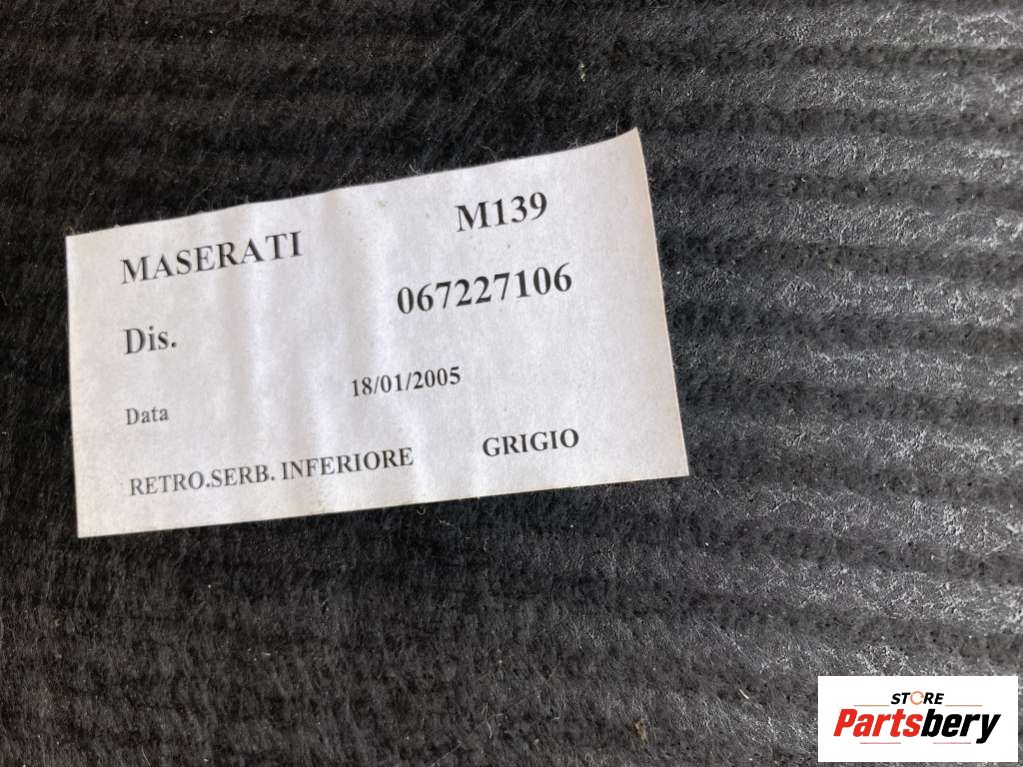 MASERATI M139
Dis. 067227106
Data 18/01/2005
RETRO.SERB. INFERIORE GRIGIO
STORE
Partsbery